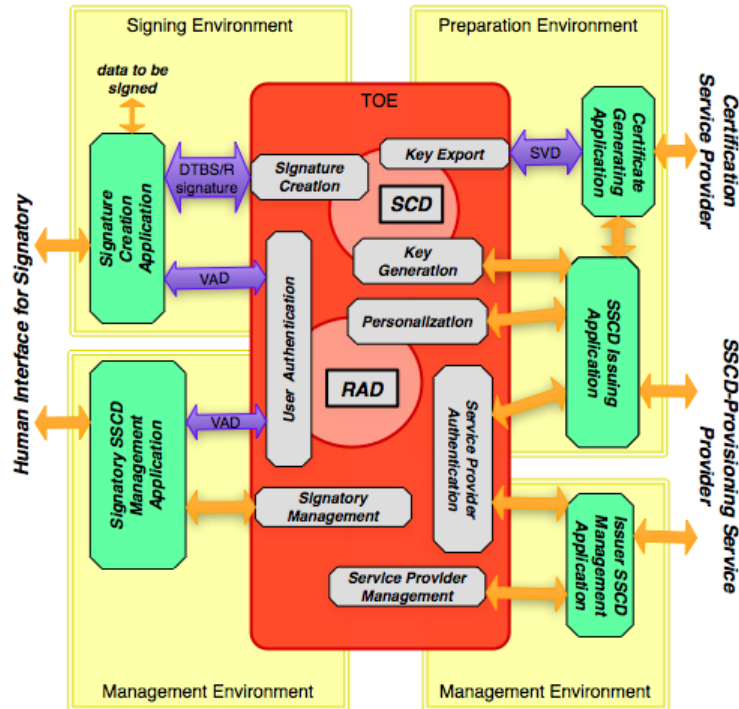 Signing Environment
Preparation Environment
data to be
signed
TOE
Certification
Service Provider
Certificate
Generating
Application
Key Export
SVD
DTBS/R
signature
Signature
Creation
SCD
Signature
Creation
Application
Human Interface for Signatory
Key
Generation
VAD
User Authentication
Personalization
SSCD Issuing
Application
RAD
SSCD-Provisioning Service
Provider
Signatory SSCD
Management
Application
VAD
Service Provider
Authentication
Signatory
Management
Issuer SSCD
Management
Application
Service Provider
Management
Management Environment
Management Environment